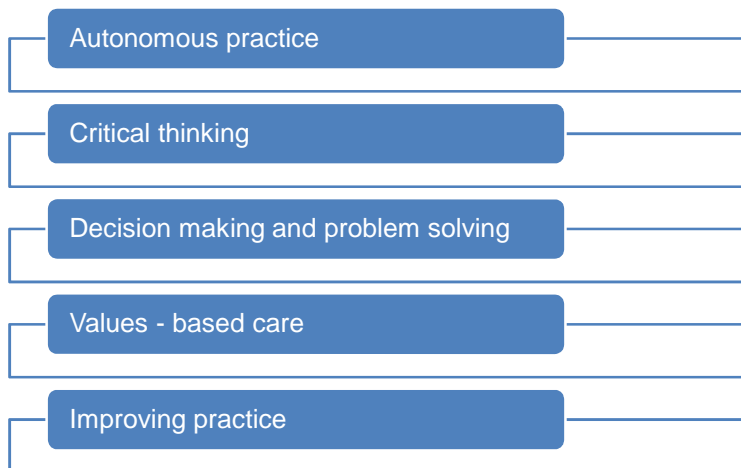 Autonomous practice
Critical thinking
Decision making and problem solving
Values - based care
Improving practice